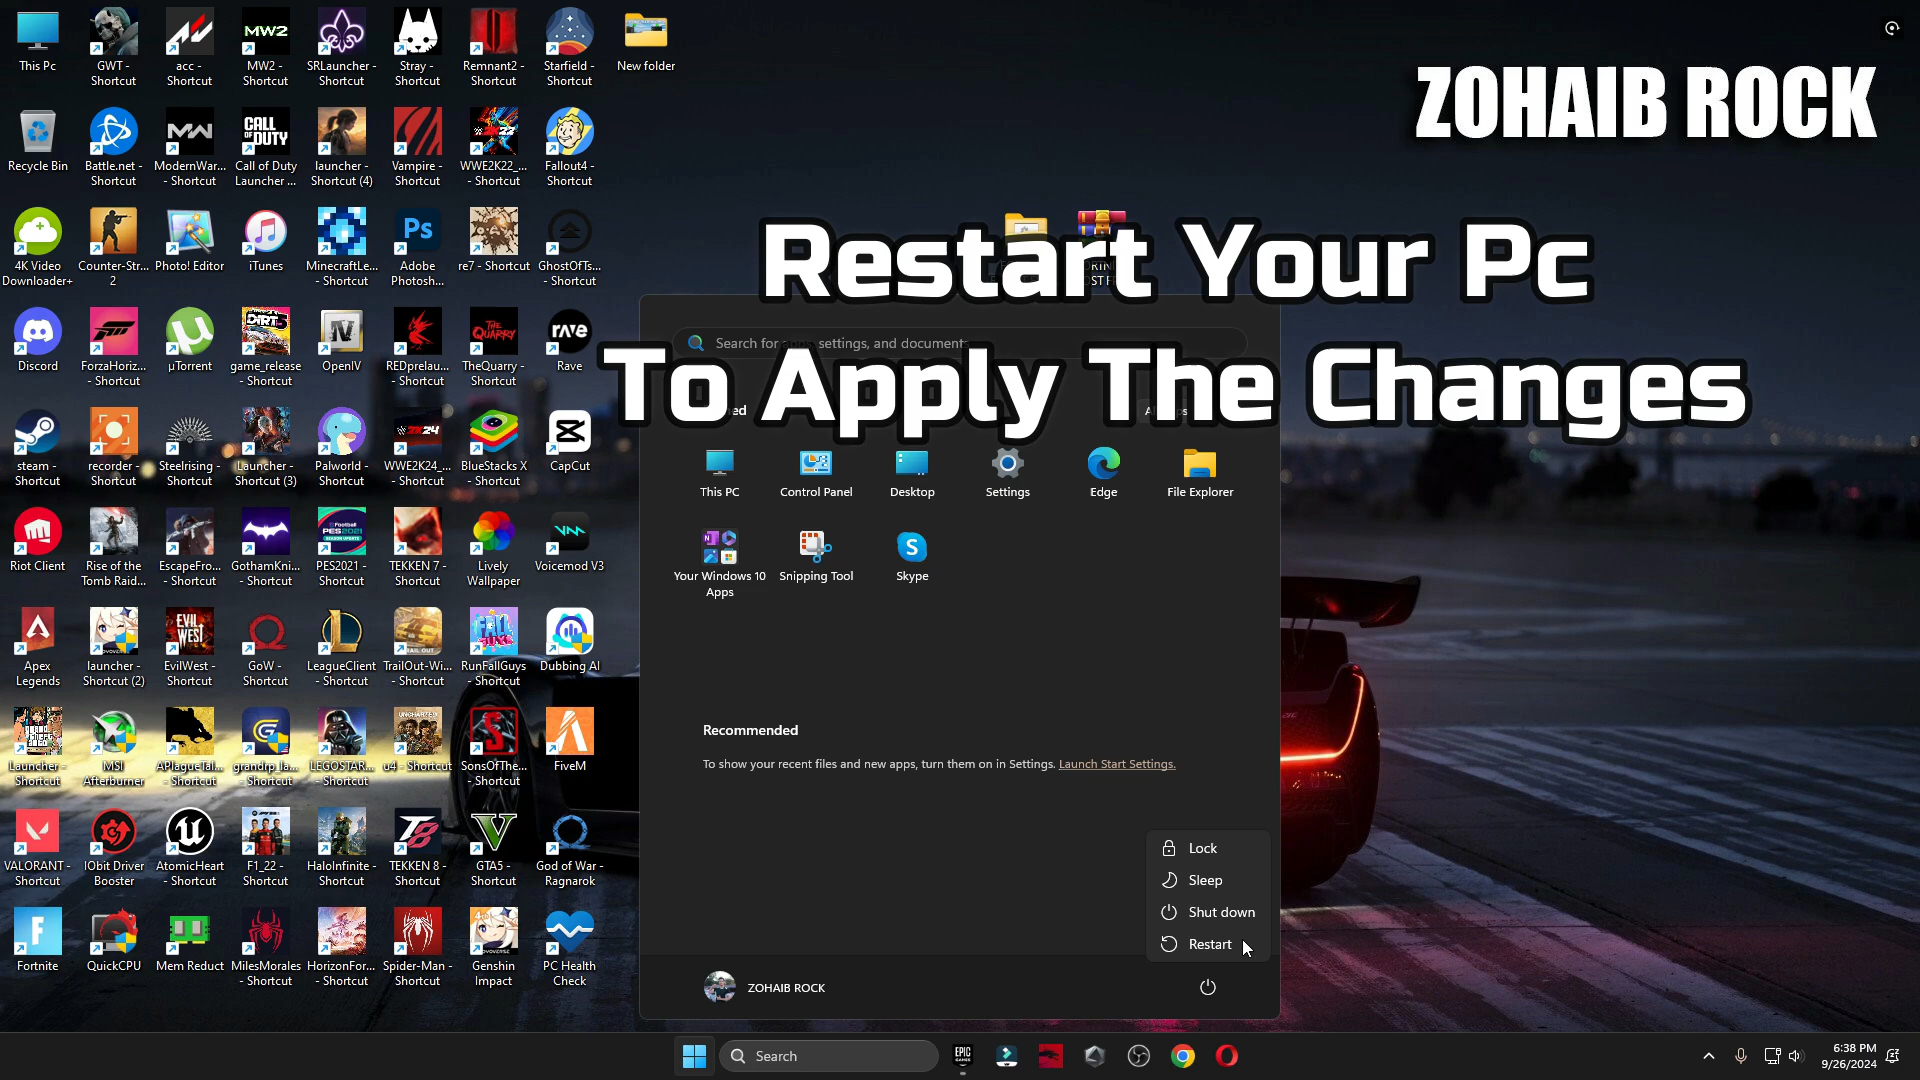 This Pc
GWT - Shortcut
acc - Shortcut
MW2 - Shortcut
SRLauncher - Shortcut
Stray - Shortcut
Remnant2 - Shortcut
Starfield - Shortcut
New folder
ZOHAIB ROCK
Recycle Bin
Battle.net - Shortcut
ModernWar... - Shortcut
Call of Duty Launcher ...
launcher - Shortcut (4)
Vampire - Shortcut
WWE2K22_... - Shortcut
Fallout4 - Shortcut
4K Video Downloader+
Counter-Str... 2
Photo! Editor
iTunes
MinecraftLe... - Shortcut
Adobe Photosh...
re7 - Shortcut
GhostOfTs... - Shortcut
Restart Your Pc
To Apply The Changes
Discord
ForzaHoriz... - Shortcut
µTorrent
game_release - Shortcut
OpenIV
REDprelau... - Shortcut
TheQuarry - Shortcut
Rave
steam - Shortcut
recorder - Shortcut
Steelrising - Shortcut
Launcher - Shortcut (3)
Palworld - Shortcut
WWE2K24_... - Shortcut
BlueStacks X
CapCut
Riot Client
Rise of the Tomb Raid...
EscapeFro... - Shortcut
GothamKni... - Shortcut
PES2021 - Shortcut
TEKKEN 7 - Shortcut
Lively Wallpaper
Voicemod V3
Apex Legends
launcher - Shortcut (2)
EvilWest - Shortcut
GoW - Shortcut
LeagueClient - Shortcut
TrailOut-Wi... - Shortcut
RunFallGuys - Shortcut
Dubbing AI
Launcher - Shortcut
MSI Afterburner
APlagueTal... - Shortcut
grandrp_la... - Shortcut
LEGOSTAR... - Shortcut
u4 - Shortcut
SonsOfThe... - Shortcut
FiveM
VALORANT - Shortcut
IObit Driver Booster
AtomicHeart - Shortcut
F1_22 - Shortcut
HaloInfinite - Shortcut
TEKKEN 8 - Shortcut
GTA5 - Shortcut
God of War - Ragnarok
Fortnite
QuickCPU
Mem Reduct
MilesMorales - Shortcut
HorizonFor... - Shortcut
Spider-Man - Shortcut
Genshin Impact
PC Health Check
Search for apps, settings, and documents
This PC
Control Panel
Desktop
Settings
Edge
File Explorer
Your Windows 10 Apps
Snipping Tool
Skype
Recommended
To show your recent files and new apps, turn them on in Settings. Launch Start Settings.
Lock
Sleep
Shut down
Restart
ZOHAIB ROCK
Search
6:38 PM
9/26/2024